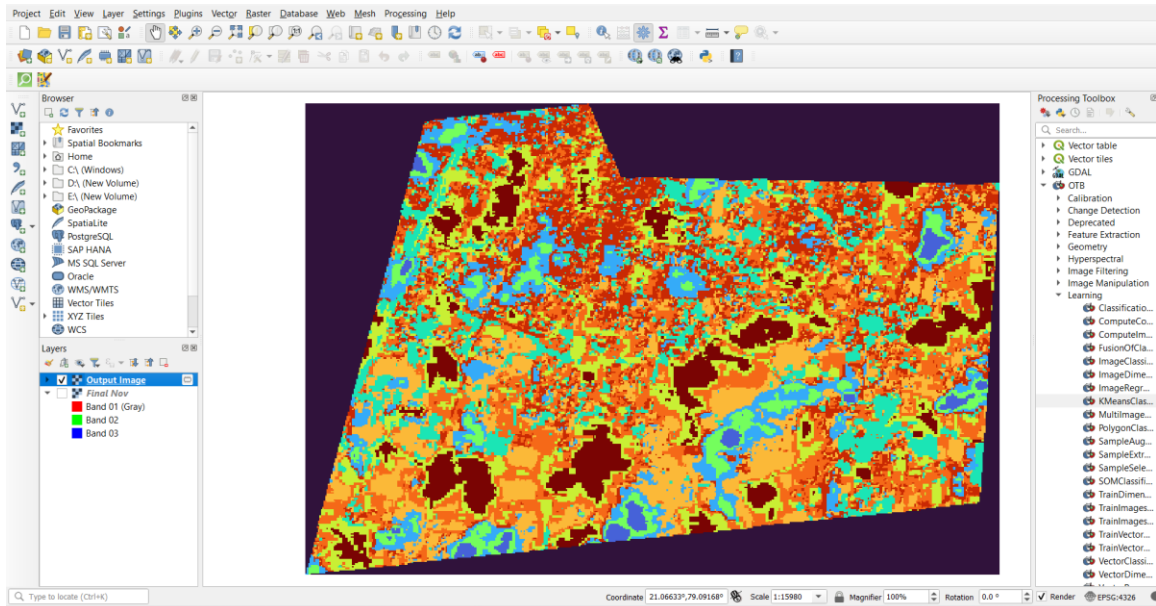 Project Edit View Layer Settings Plugins Vector Raster Database Web Mesh Processing Help
Browser
Favorites
Spatial Bookmarks
Home
C:\ (Windows)
D:\ (New Volume)
E:\ (New Volume)
GeoPackage
SpatiaLite
PostgreSQL
SAP HANA
MS SQL Server
Oracle
WMS/WMTS
Vector Tiles
XYZ Tiles
WCS
Layers
Output Image
Final Nov
Band 01 (Gray)
Band 02
Band 03
Processing Toolbox
Search...
Vector table
Vector tiles
GDAL
OTB
Calibration
Change Detection
Deprecated
Feature Extraction
Geometry
Hyperspectral
Image Filtering
Image Manipulation
Learning
Classificatio...
ComputeCo...
ComputeIm...
FusionOfCla...
ImageClassi...
ImageDime...
ImageRegr...
KMeansClas...
MultiImage...
PolygonClas...
SampleAug...
SampleExtr...
SampleSele...
SOMClassifi...
TrainDimen...
TrainImages...
TrainImages...
TrainVector...
TrainVector...
VectorClassi...
VectorDime...
Type to locate (Ctrl+K)
Coordinate 21.06633°,79.09168° Scale 1:15980 Magnifier 100% Rotation 0.0 ° Render EPSG:4326